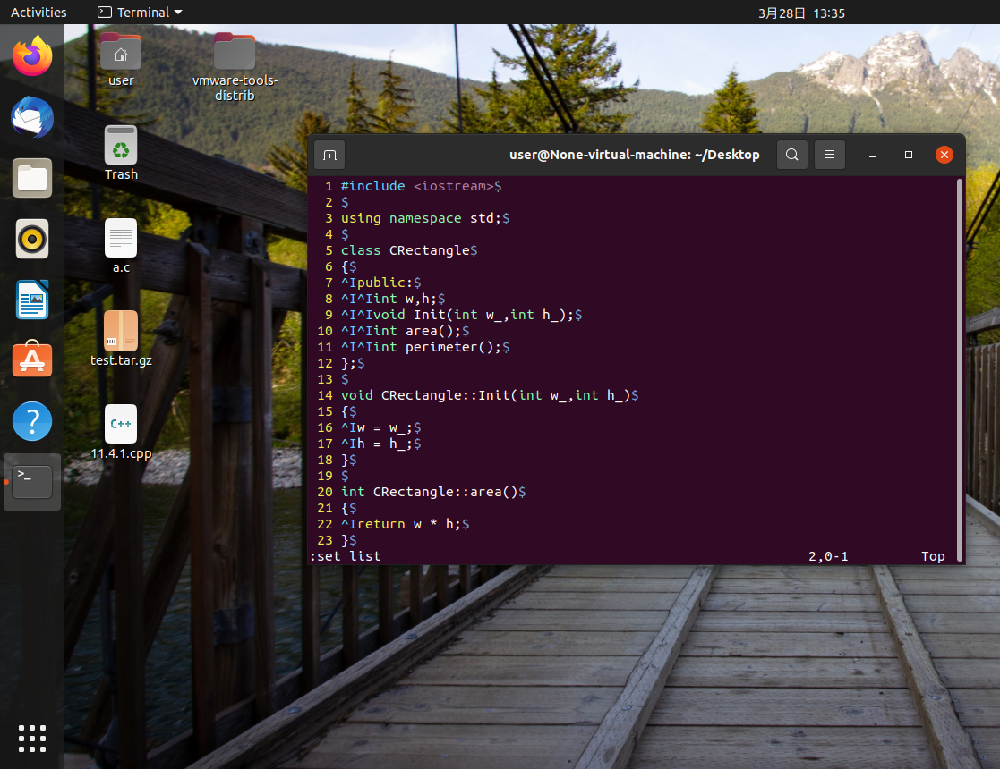 Activities
Terminal
3月28日 13:35
user
vmware-tools-
distrib
Trash
a.c
test.tar.gz
C++
11.4.1.cpp
>_
user@None-virtual-machine: ~/Desktop
1 #include <iostream>$
2 $
3 using namespace std;$
4 $
5 class CRectangle$
6 {$
7 ^Ipublic:$
8 ^I^Iint w,h;$
9 ^I^Ivoid Init(int w_,int h_);$
10 ^I^Iint area();$
11 ^I^Iint perimeter();$
12 };$
13 $
14 void CRectangle::Init(int w_,int h_)$
15 {$
16 ^Iw = w_;$
17 ^Ih = h_;$
18 }$
19 $
20 int CRectangle::area()$
21 {$
22 ^Ireturn w * h;$
23 }$
:set list 2,0-1 Top